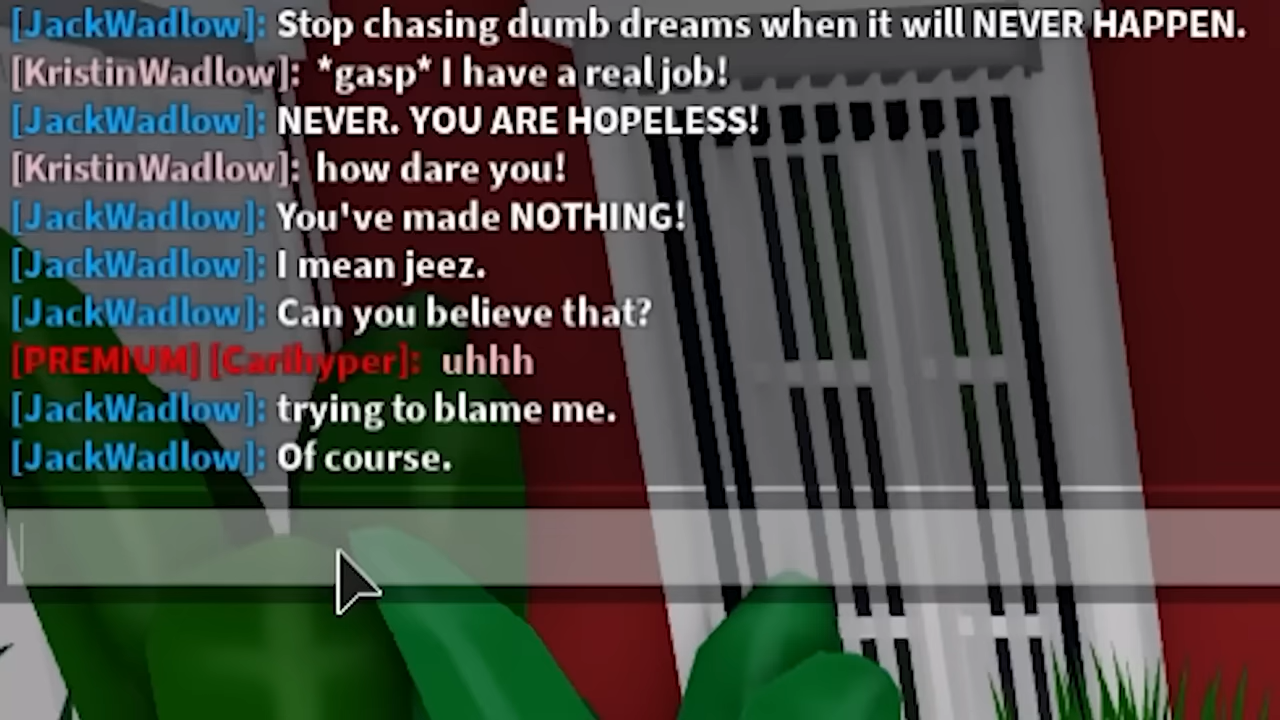 [JackWadlow]: Stop chasing dumb dreams when it will NEVER HAPPEN.
[KristinWadlow]: *gasp* I have a real job!
[JackWadlow]: NEVER. YOU ARE HOPELESS!
[KristinWadlow]: how dare you!
[JackWadlow]: You've made NOTHING!
[JackWadlow]: I mean jeez.
[JackWadlow]: Can you believe that?
[PREMIUM] [Carihyper]: uhhh
[JackWadlow]: trying to blame me.
[JackWadlow]: Of course.